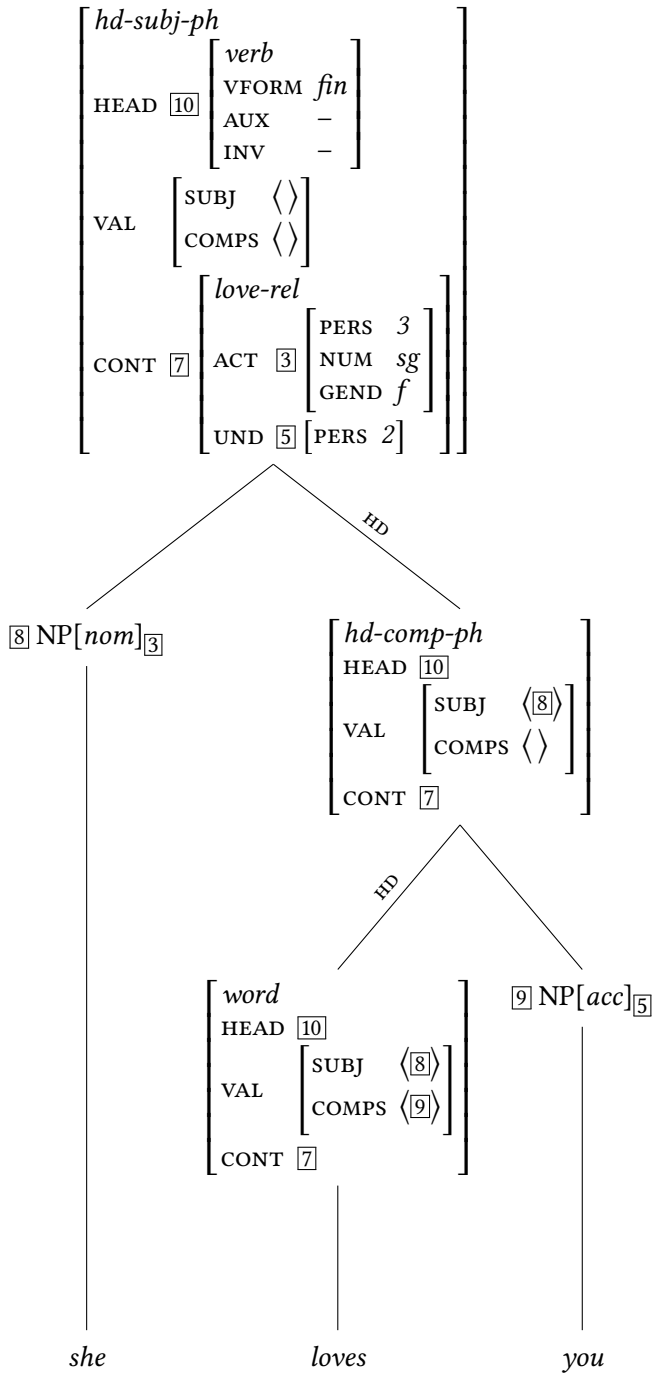 hd-subj-ph
HEAD 10 verb
VFORM fin
AUX –
INV –
VAL SUBJ ⟨ ⟩
COMPS ⟨ ⟩
love-rel
CONT 7 ACT 3 PERS 3
NUM sg
GEND f
UND 5 [PERS 2]
HD
8 NP[nom]3
hd-comp-ph
HEAD 10
VAL SUBJ ⟨8⟩
COMPS ⟨ ⟩
CONT 7
HD
word
HEAD 10
VAL SUBJ ⟨8⟩
COMPS ⟨9⟩
CONT 7
9 NP[acc]5
she loves you